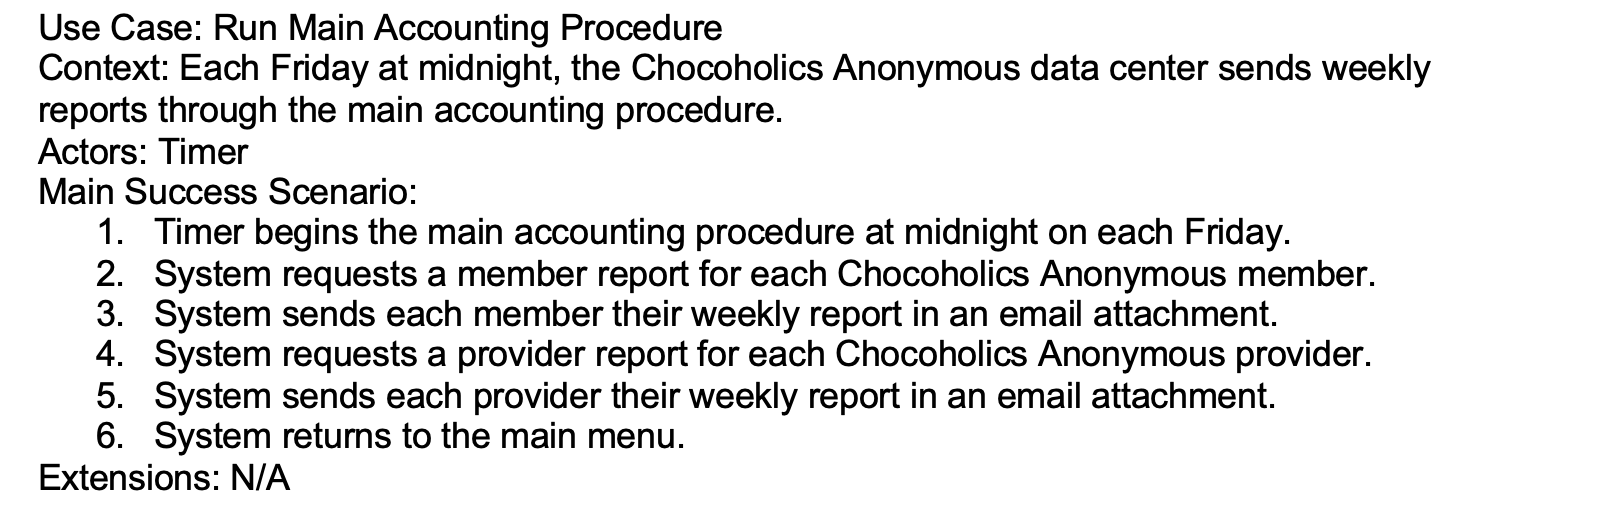 Use Case: Run Main Accounting Procedure
Context: Each Friday at midnight, the Chocoholics Anonymous data center sends weekly
reports through the main accounting procedure.
Actors: Timer
Main Success Scenario:
1. Timer begins the main accounting procedure at midnight on each Friday.
2. System requests a member report for each Chocoholics Anonymous member.
3. System sends each member their weekly report in an email attachment.
4. System requests a provider report for each Chocoholics Anonymous provider.
5. System sends each provider their weekly report in an email attachment.
6. System returns to the main menu.
Extensions: N/A